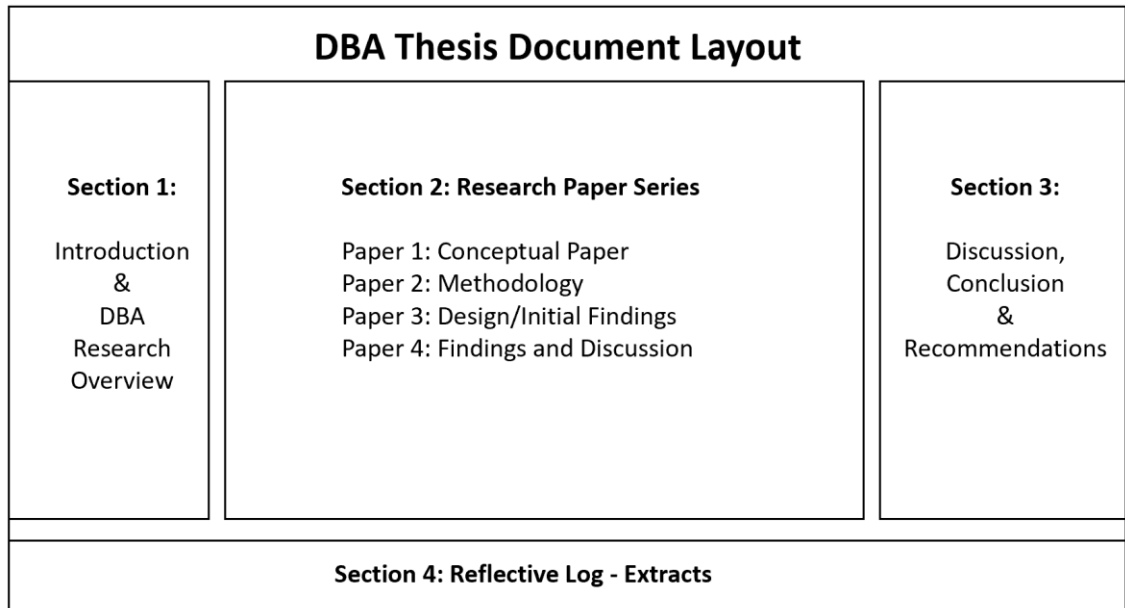 DBA Thesis Document Layout
Section 1:
Introduction
&
DBA
Research
Overview
Section 2: Research Paper Series
Paper 1: Conceptual Paper
Paper 2: Methodology
Paper 3: Design/Initial Findings
Paper 4: Findings and Discussion
Section 3:
Discussion,
Conclusion
&
Recommendations
Section 4: Reflective Log - Extracts